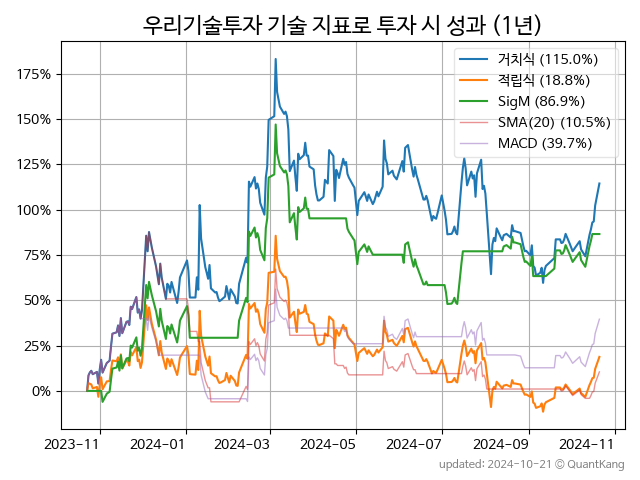 우리기술투자 기술 지표로 투자 시 성과 (1년)
거치식 (115.0%)
적립식 (18.8%)
SigM (86.9%)
SMA(20) (10.5%)
MACD (39.7%)
175%
150%
125%
100%
75%
50%
25%
0%
2023-11 2024-01 2024-03 2024-05 2024-07 2024-09 2024-11
updated: 2024-10-21 © QuantKang